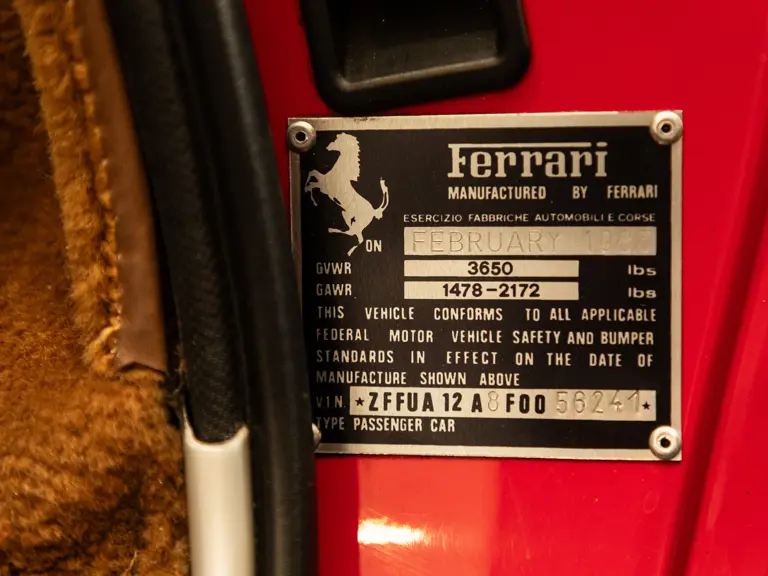 Ferrari
MANUFACTURED BY FERRARI
ESERCIZIO FABBRICHE AUTOMOBILI E CORSE
ON FEBRUARY
GVWR 3650 lbs
GAWR 1478-2172 lbs
THIS VEHICLE CONFORMS TO ALL APPLICABLE
FEDERAL MOTOR VEHICLE SAFETY AND BUMPER
STANDARDS IN EFFECT ON THE DATE OF
MANUFACTURE SHOWN ABOVE
V.I.N. ★ZFFUA12A8F0056241★
TYPE PASSENGER CAR